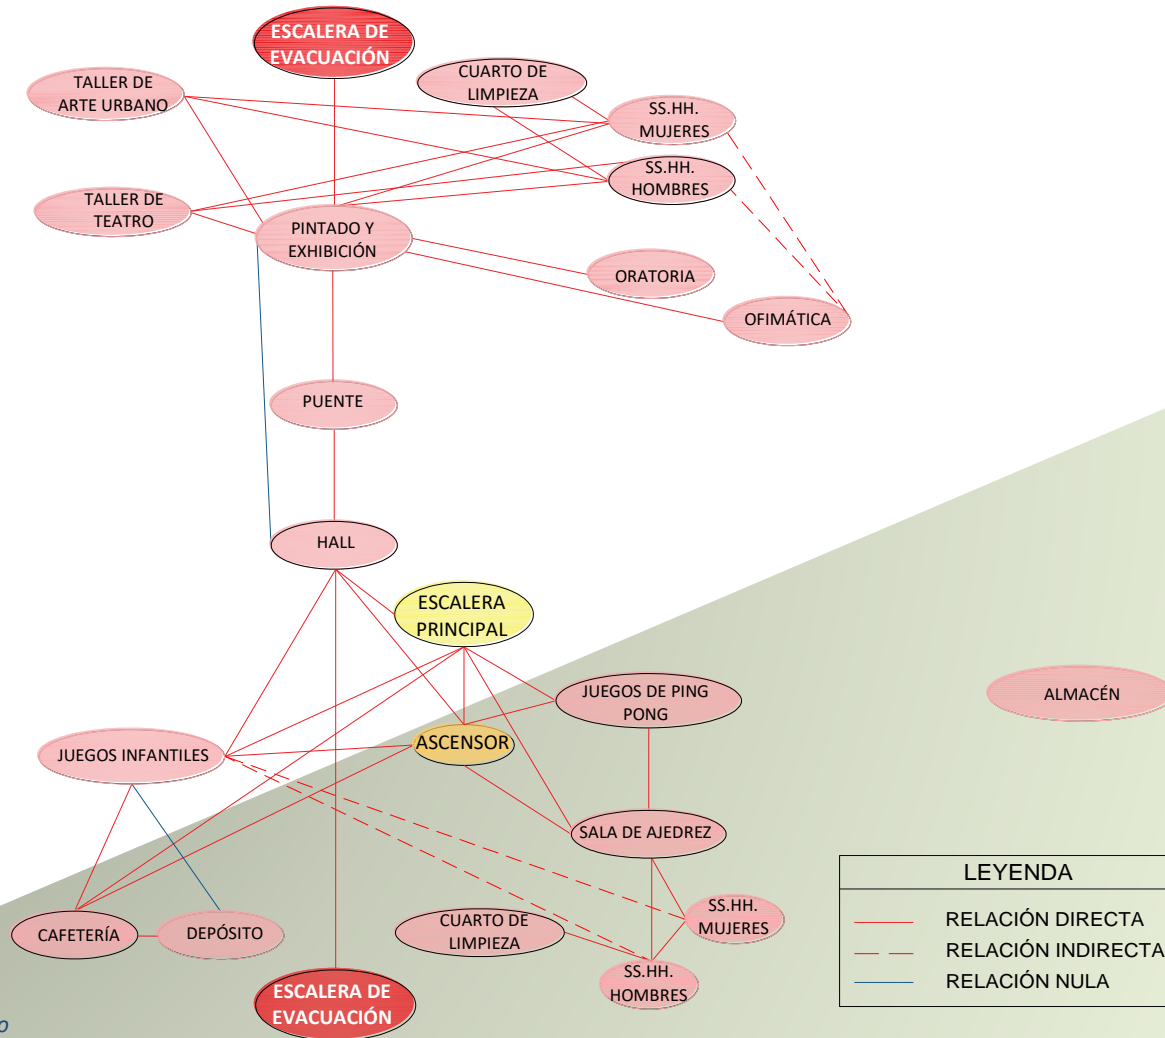 ESCALERA DE
EVACUACIÓN
CUARTO DE
LIMPIEZA
TALLER DE
ARTE URBANO
SS.HH.
MUJERES
SS.HH.
HOMBRES
TALLER DE
TEATRO
PINTADO Y
EXHIBICIÓN
ORATORIA
OFIMÁTICA
PUENTE
HALL
ESCALERA
PRINCIPAL
JUEGOS DE PING
PONG
ALMACÉN
ASCENSOR
JUEGOS INFANTILES
SALA DE AJEDREZ
CAFETERÍA
DEPÓSITO
CUARTO DE
LIMPIEZA
SS.HH.
MUJERES
SS.HH.
HOMBRES
ESCALERA DE
EVACUACIÓN
LEYENDA
RELACIÓN DIRECTA
RELACIÓN INDIRECTA
RELACIÓN NULA